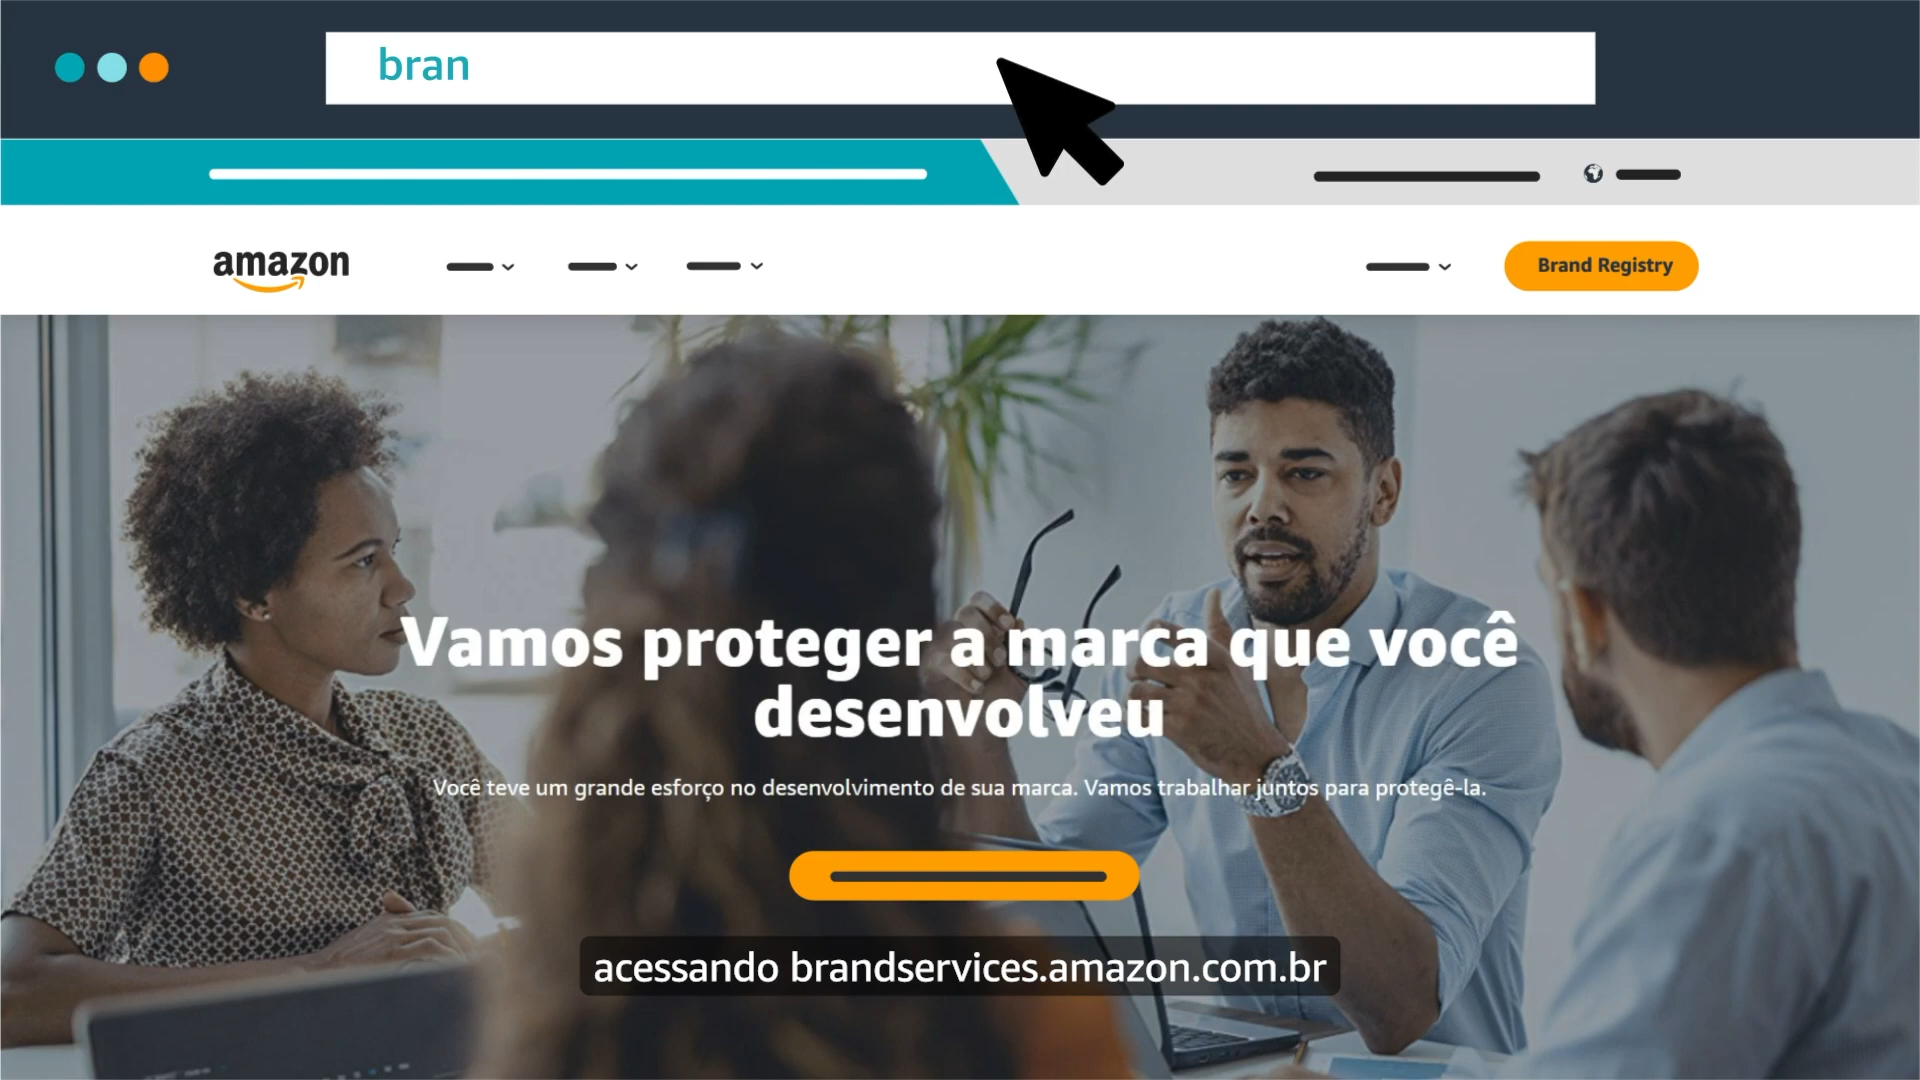 bran
amazon
Brand Registry
Vamos proteger a marca que você
desenvolveu
Você teve um grande esforço no desenvolvimento de sua marca. Vamos trabalhar juntos para protegê-la.
acessando brandservices.amazon.com.br